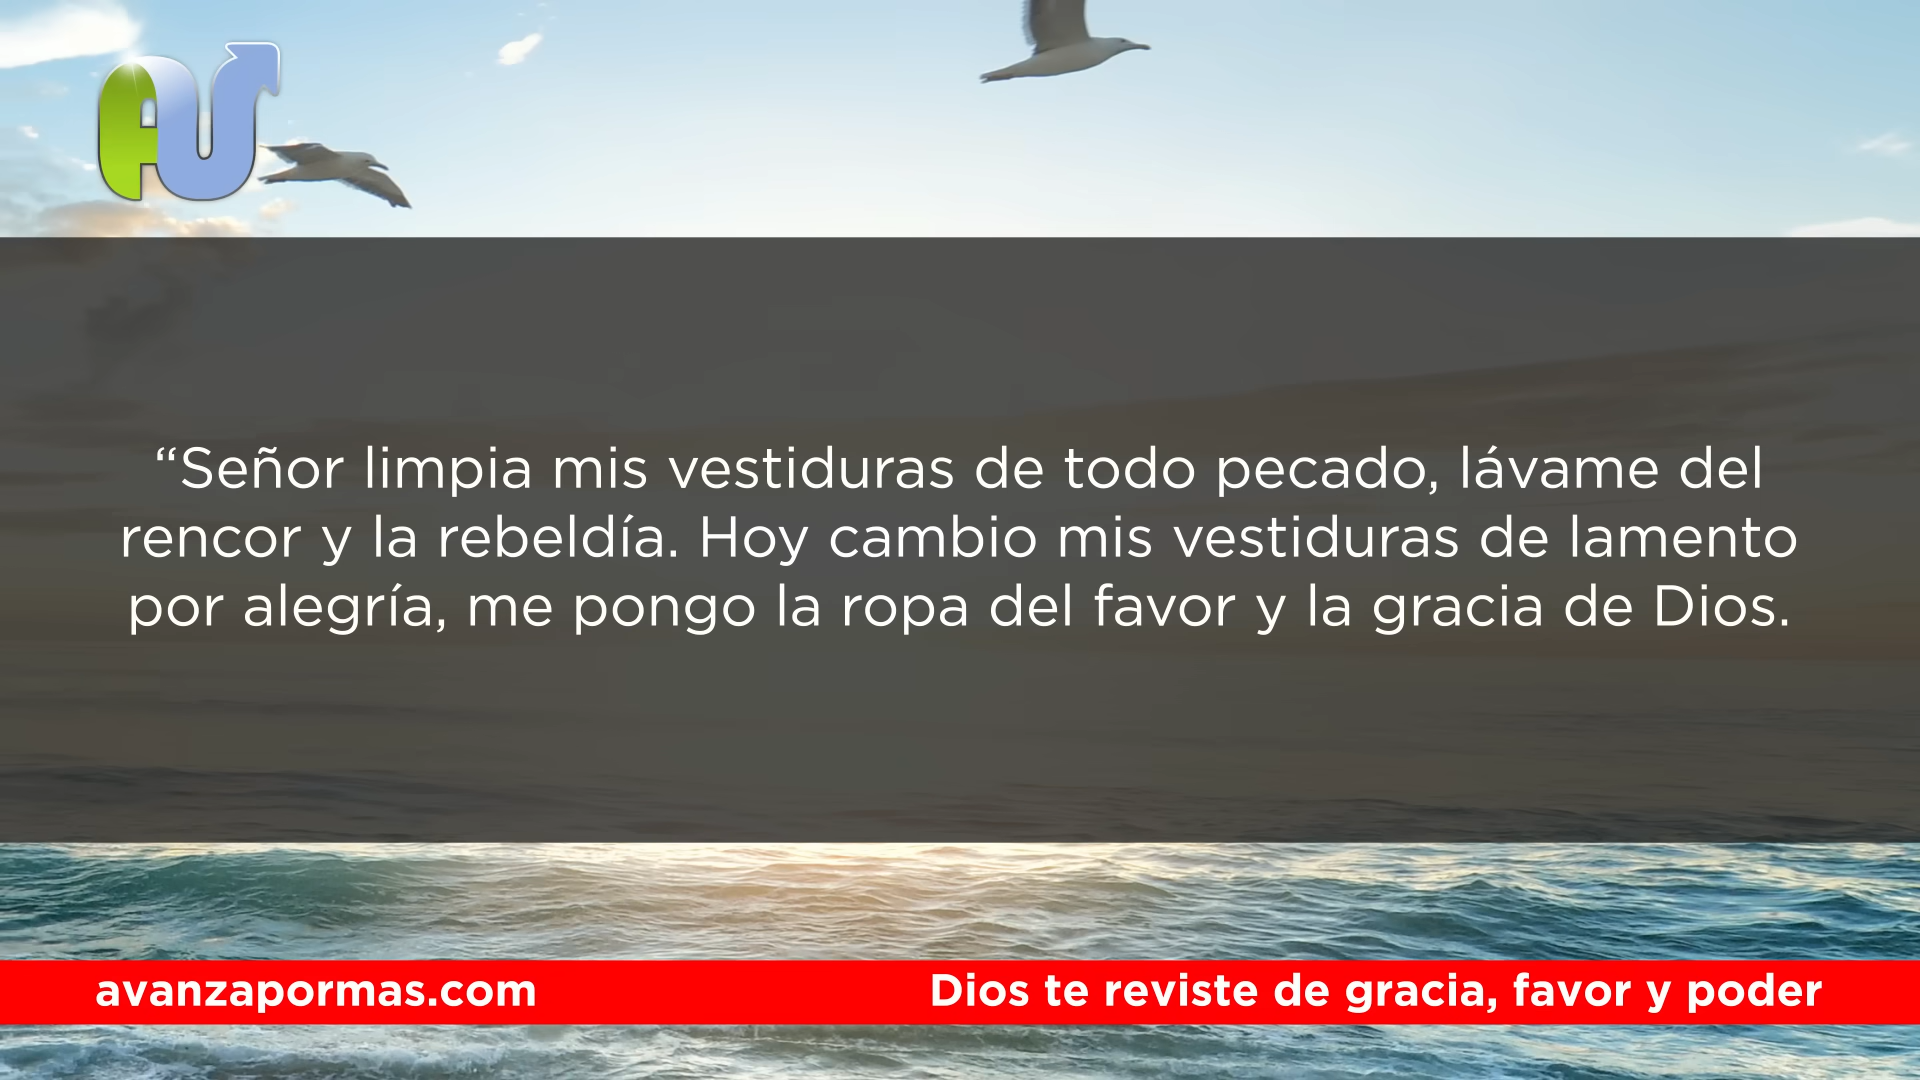 “Señor limpia mis vestiduras de todo pecado, lávame del
rencor y la rebeldía. Hoy cambio mis vestiduras de lamento
por alegría, me pongo la ropa del favor y la gracia de Dios.
avanzapormas.com
Dios te reviste de gracia, favor y poder